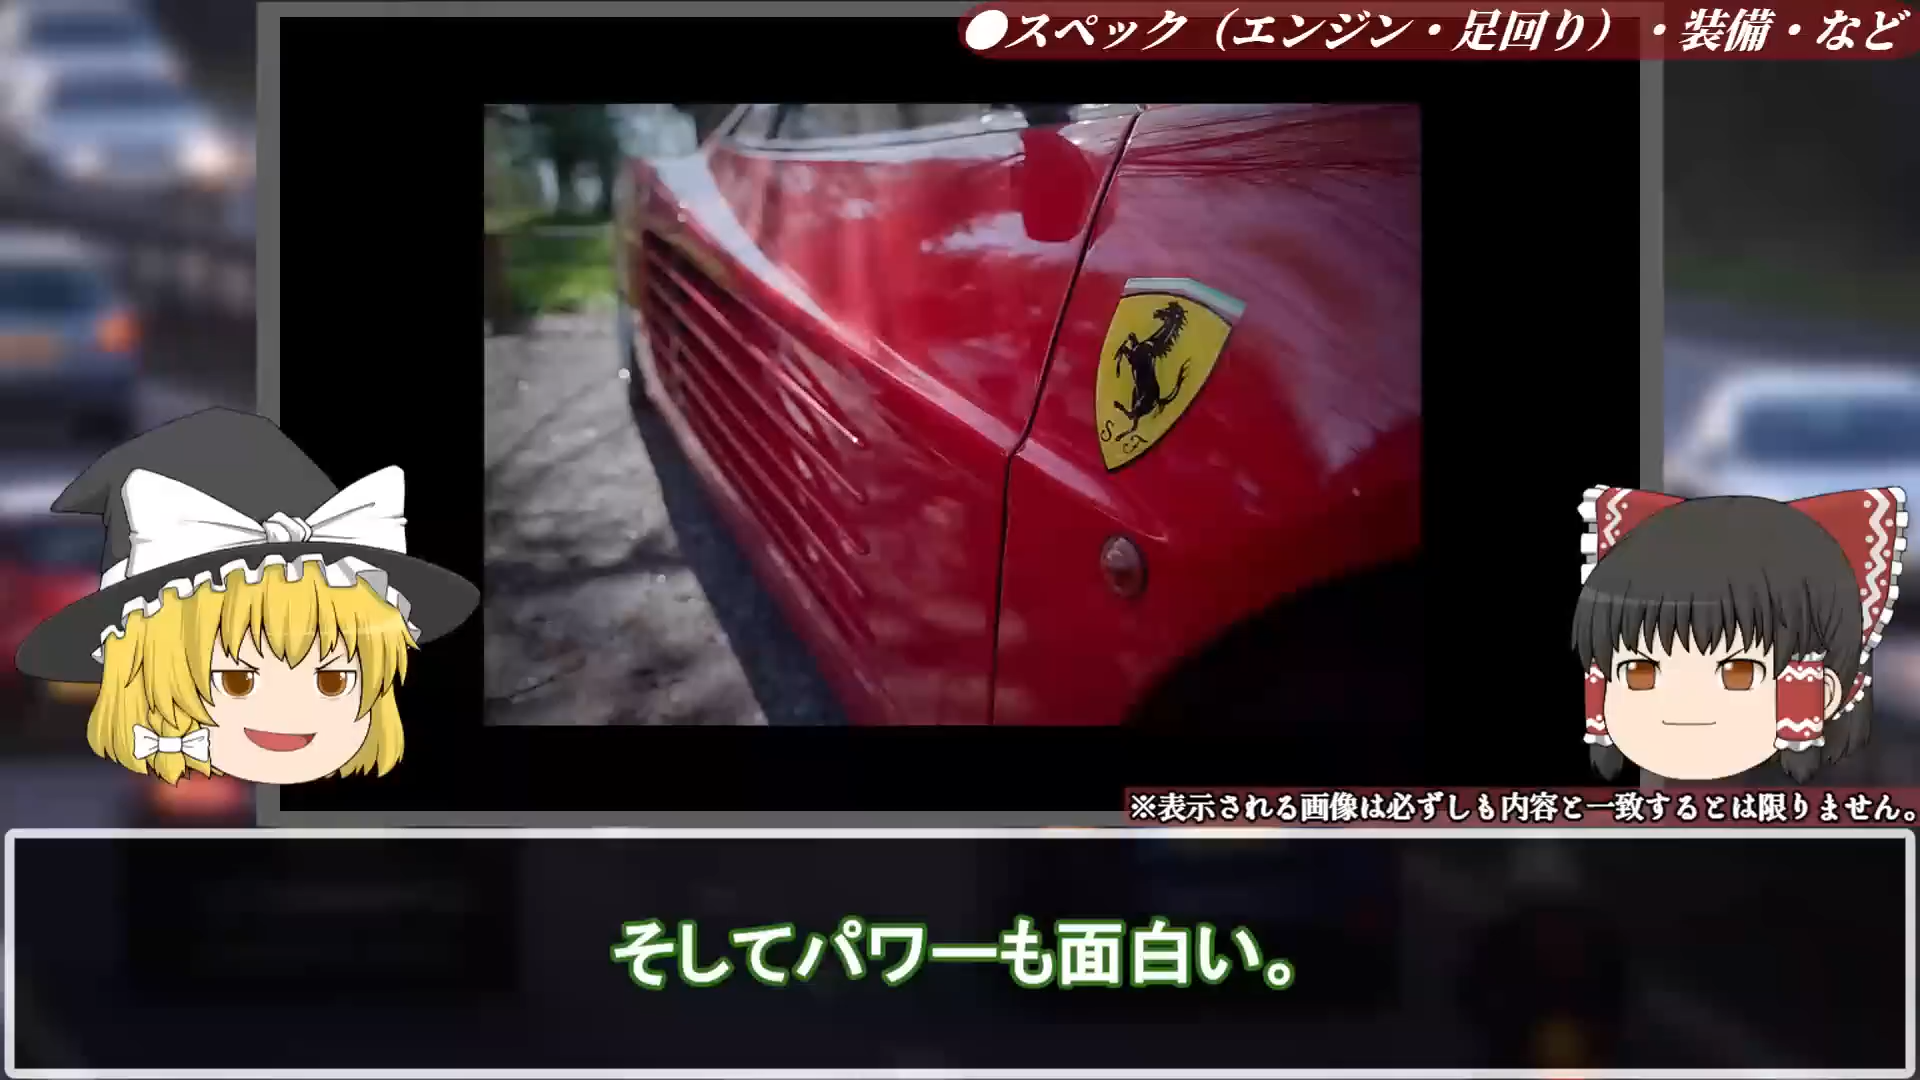 ●スペック（エンジン・足回り）・装備・など
S F
※表示される画像は必ずしも内容と一致するとは限りません。
そしてパワーも面白い。